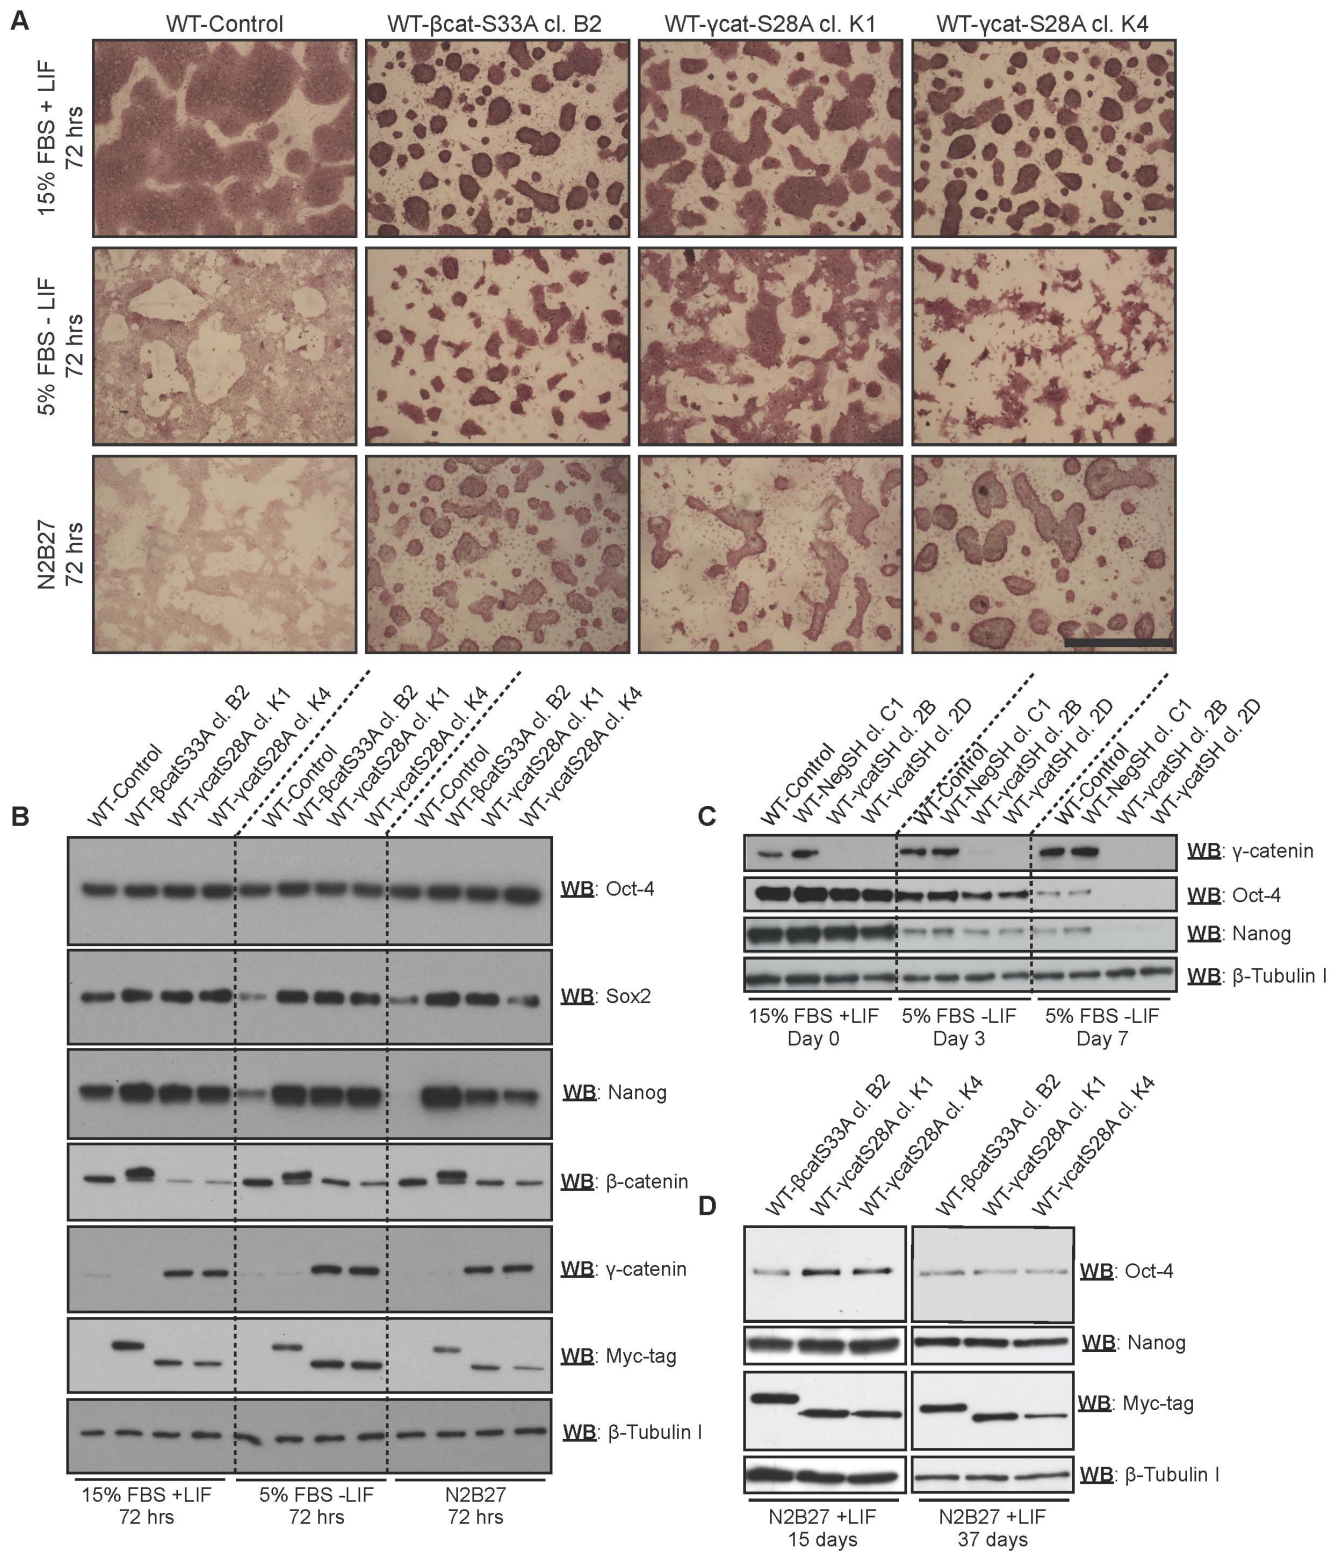 A
WT-Control
WT-βcat-S33A cl. B2
WT-γcat-S28A cl. K1
WT-γcat-S28A cl. K4
15% FBS + LIF
72 hrs
5% FBS - LIF
72 hrs
N2B27
72 hrs
B
WT-Control
WT-βcatS33A cl. B2
WT-γcatS28A cl. K1
WT-γcatS28A cl. K4
WT-Control
WT-βcatS33A cl. B2
WT-γcatS28A cl. K1
WT-γcatS28A cl. K4
WT-Control
WT-βcatS33A cl. B2
WT-γcatS28A cl. K1
WT-γcatS28A cl. K4
WB: Oct-4
WB: Sox2
WB: Nanog
WB: β-catenin
WB: γ-catenin
WB: Myc-tag
WB: β-Tubulin I
15% FBS +LIF
72 hrs
5% FBS -LIF
72 hrs
N2B27
72 hrs
C
WT-Control
WT-NegSH cl. C1
WT-γcatSH cl. 2B
WT-γcatSH cl. 2D
WT-Control
WT-NegSH cl. C1
WT-γcatSH cl. 2B
WT-γcatSH cl. 2D
WT-Control
WT-NegSH cl. C1
WT-γcatSH cl. 2B
WT-γcatSH cl. 2D
WB: γ-catenin
WB: Oct-4
WB: Nanog
WB: β-Tubulin I
15% FBS +LIF
Day 0
5% FBS -LIF
Day 3
5% FBS -LIF
Day 7
D
WT-βcatS33A cl. B2
WT-γcatS28A cl. K1
WT-γcatS28A cl. K4
WT-βcatS33A cl. B2
WT-γcatS28A cl. K1
WT-γcatS28A cl. K4
WB: Oct-4
WB: Nanog
WB: Myc-tag
WB: β-Tubulin I
N2B27 +LIF
15 days
N2B27 +LIF
37 days